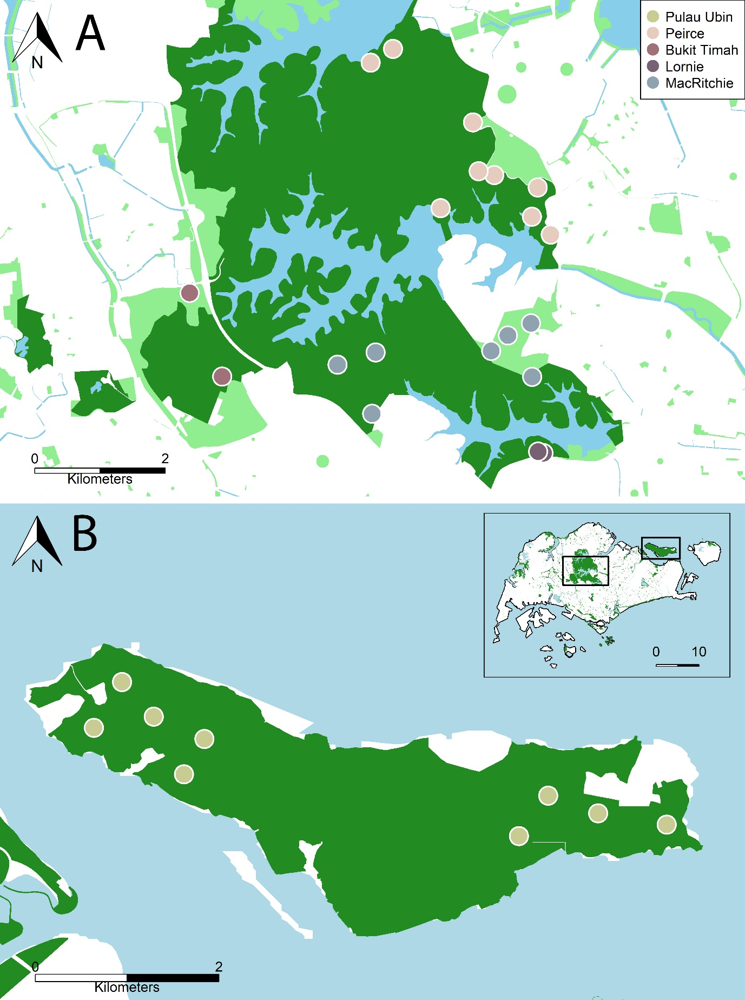 A
N
Pulau Ubin
Peirce
Bukit Timah
Lornie
MacRitchie
0 2
Kilometers
B
N
0 10
0 2
Kilometers